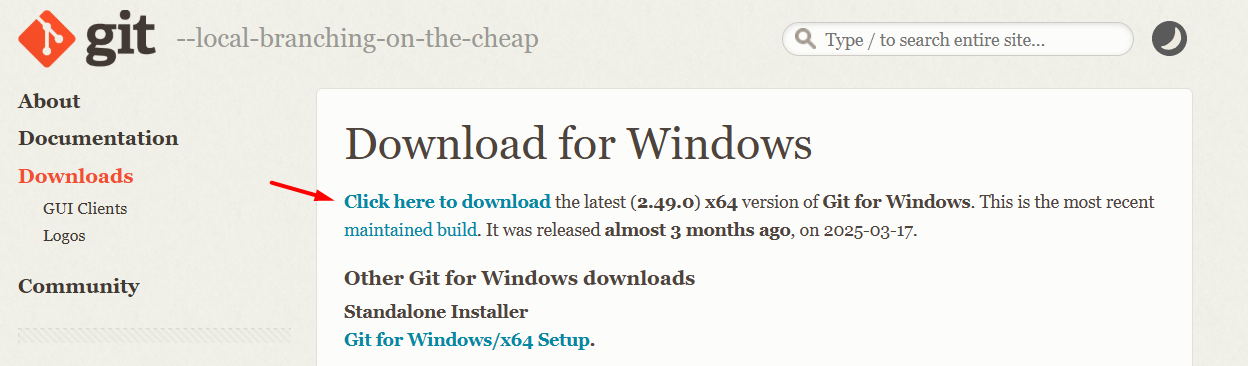 git --local-branching-on-the-cheap
Type / to search entire site...
About
Documentation
Downloads
GUI Clients
Logos
Community
Download for Windows
Click here to download the latest (2.49.0) x64 version of Git for Windows. This is the most recent
maintained build. It was released almost 3 months ago, on 2025-03-17.
Other Git for Windows downloads
Standalone Installer
Git for Windows/x64 Setup.